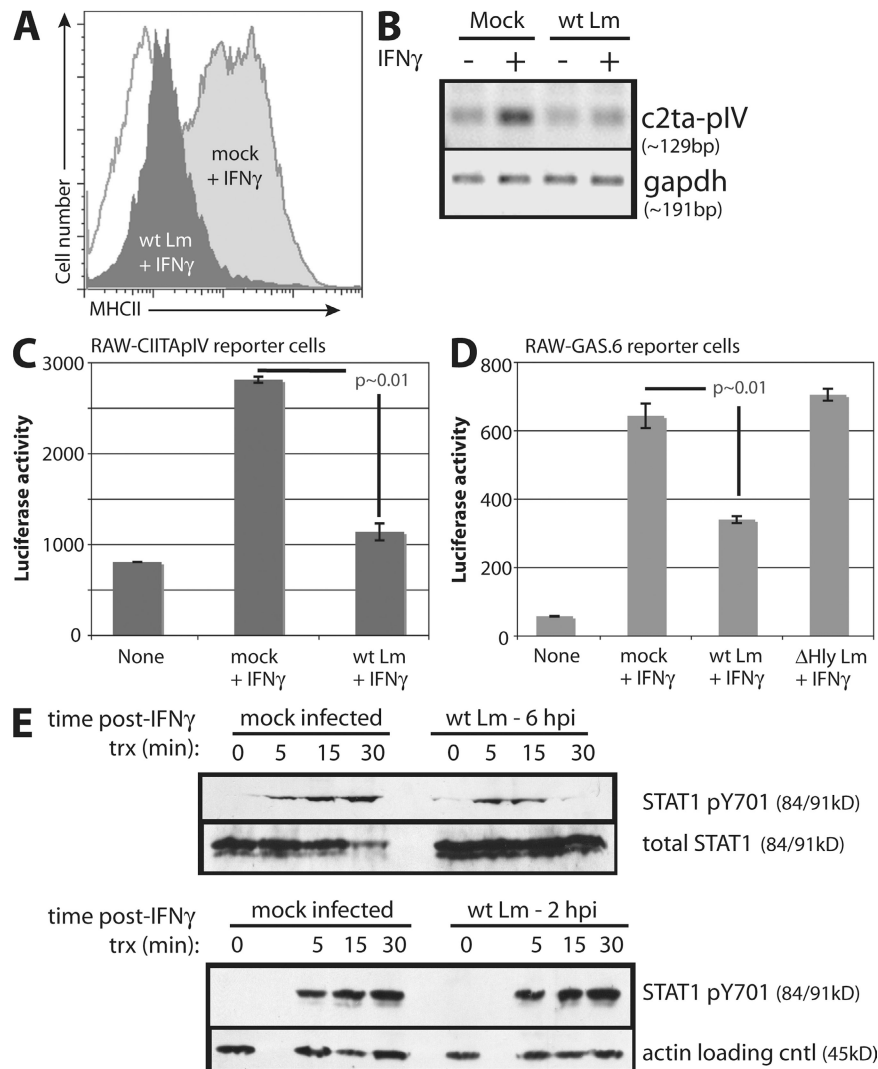 A
Cell number
mock
+ IFNγ
wt Lm
+ IFNγ
MHCII
B
Mock wt Lm
IFNγ - + - +
c2ta-pIV
(~129bp)
gapdh
(~191bp)
C
RAW-CIITApIV reporter cells
Luciferase activity
3000
2000
1000
0
p~0.01
None
mock
+ IFNγ
wt Lm
+ IFNγ
D
RAW-GAS.6 reporter cells
Luciferase activity
800
600
400
200
0
p~0.01
None
mock
+ IFNγ
wt Lm
+ IFNγ
ΔHly Lm
+ IFNγ
E
time post-IFNγ mock infected wt Lm - 6 hpi
trx (min): 0 5 15 30 0 5 15 30
STAT1 pY701 (84/91kD)
total STAT1 (84/91kD)
time post-IFNγ mock infected wt Lm - 2 hpi
trx (min): 0 5 15 30 0 5 15 30
STAT1 pY701 (84/91kD)
actin loading cntl (45kD)